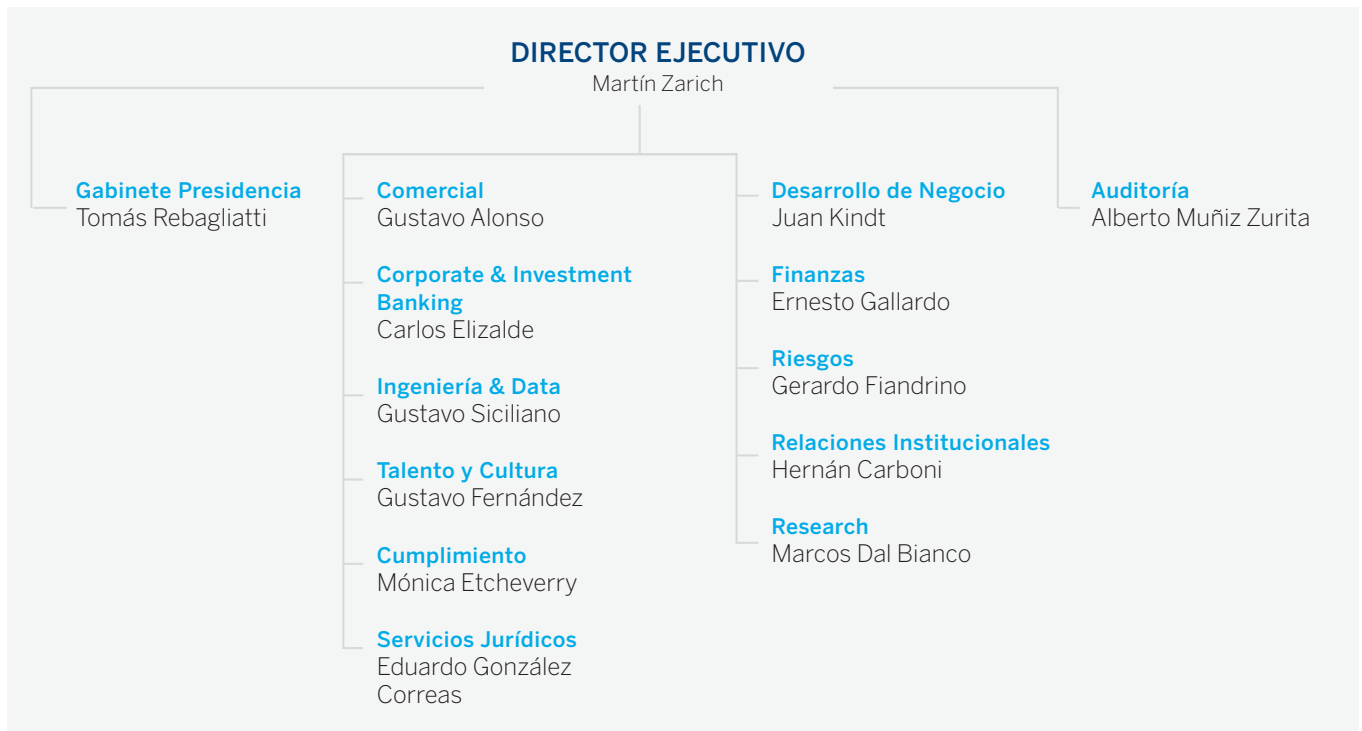 DIRECTOR EJECUTIVO
Martín Zarich
Gabinete Presidencia
Tomás Rebagliatti
Comercial
Gustavo Alonso
Corporate & Investment
Banking
Carlos Elizalde
Ingeniería & Data
Gustavo Siciliano
Talento y Cultura
Gustavo Fernández
Cumplimiento
Mónica Etcheverry
Servicios Jurídicos
Eduardo González
Correas
Desarrollo de Negocio
Juan Kindt
Finanzas
Ernesto Gallardo
Riesgos
Gerardo Fiandrino
Relaciones Institucionales
Hernán Carboni
Research
Marcos Dal Bianco
Auditoría
Alberto Muñiz Zurita